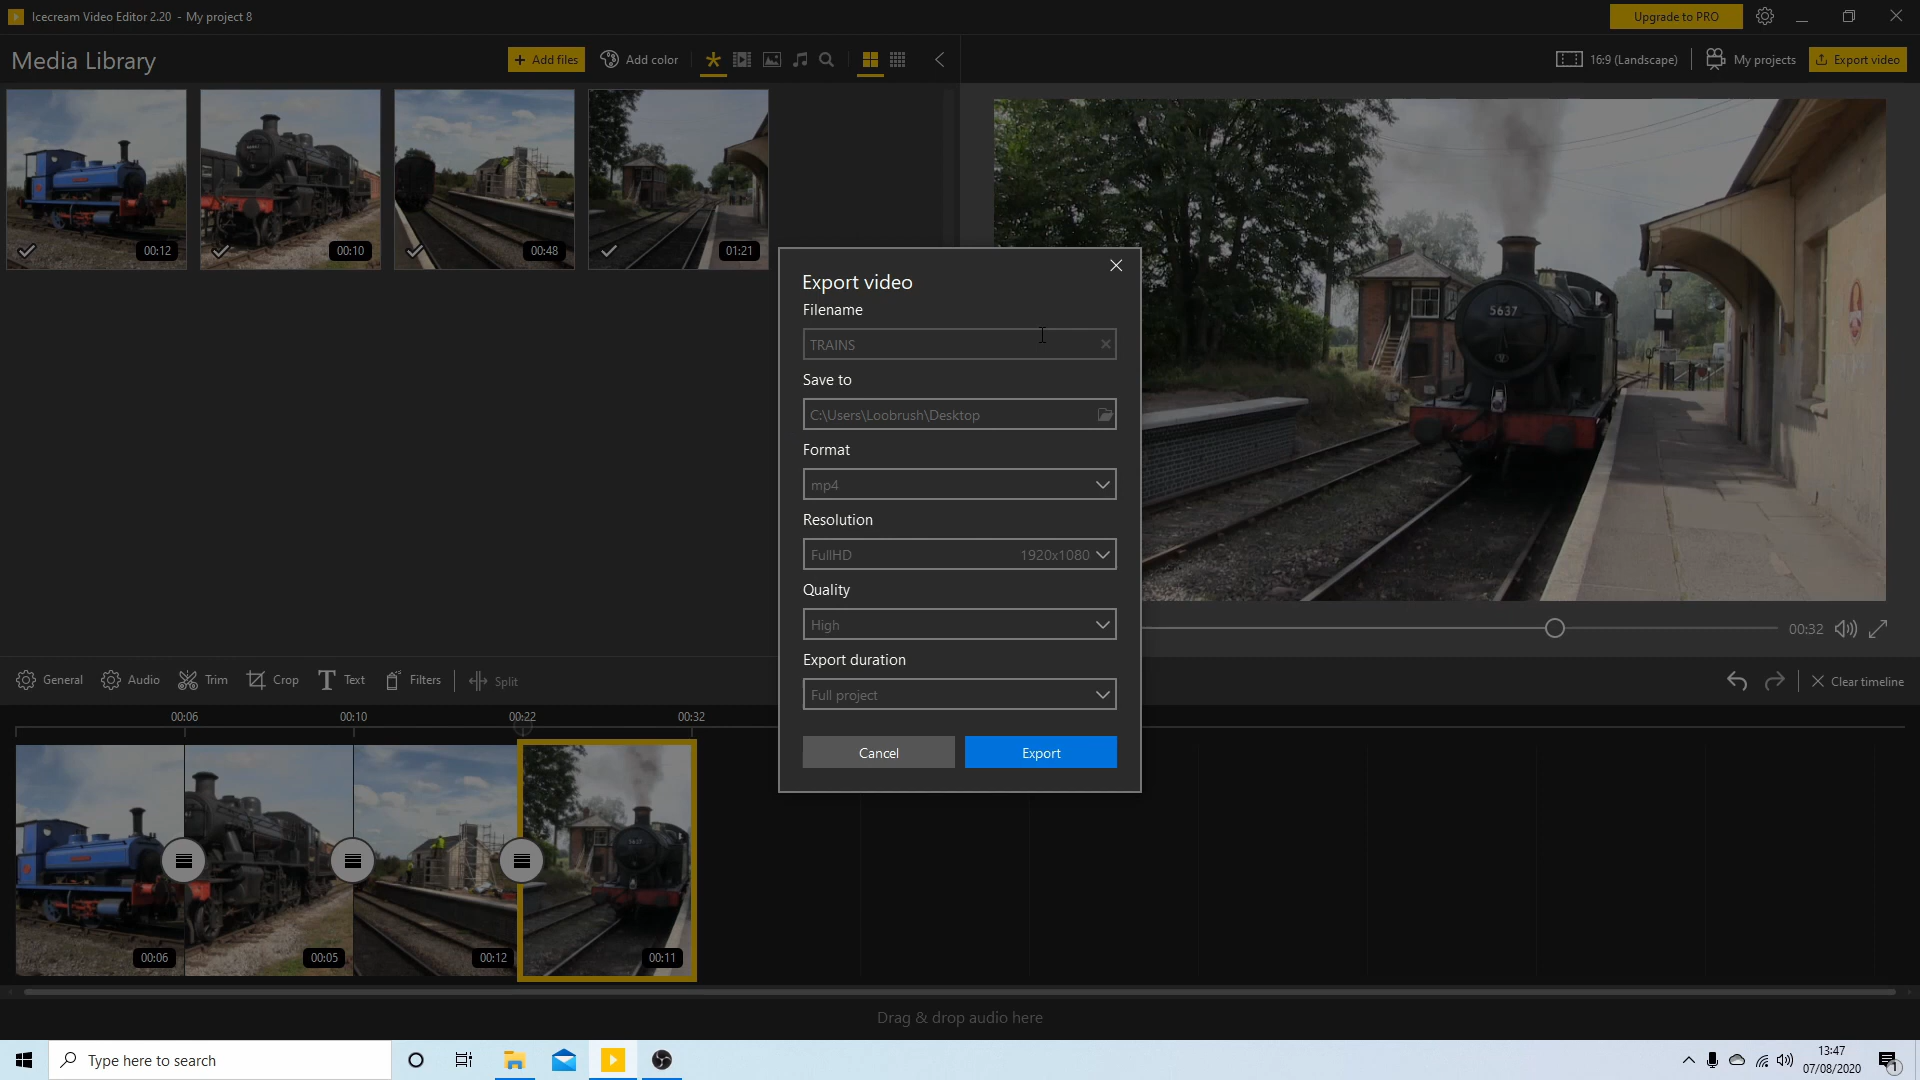 Icecream Video Editor 2.20 - My project 8
Upgrade to PRO
Media Library
Add files
Add color
16:9 (Landscape)
My projects
Export video
00:12
00:10
00:48
01:21
5637
Export video
Filename
TRAINS
Save to
C:\Users\Loobrush\Desktop
Format
mp4
Resolution
FullHD 1920x1080
Quality
High
Export duration
Full project
Cancel
Export
00:32
General
Audio
Trim
Crop
Text
Filters
Split
Clear timeline
00:06
00:10
00:22
00:32
00:06
00:05
00:12
00:11
Drag & drop audio here
Type here to search
13:47
07/08/2020
1